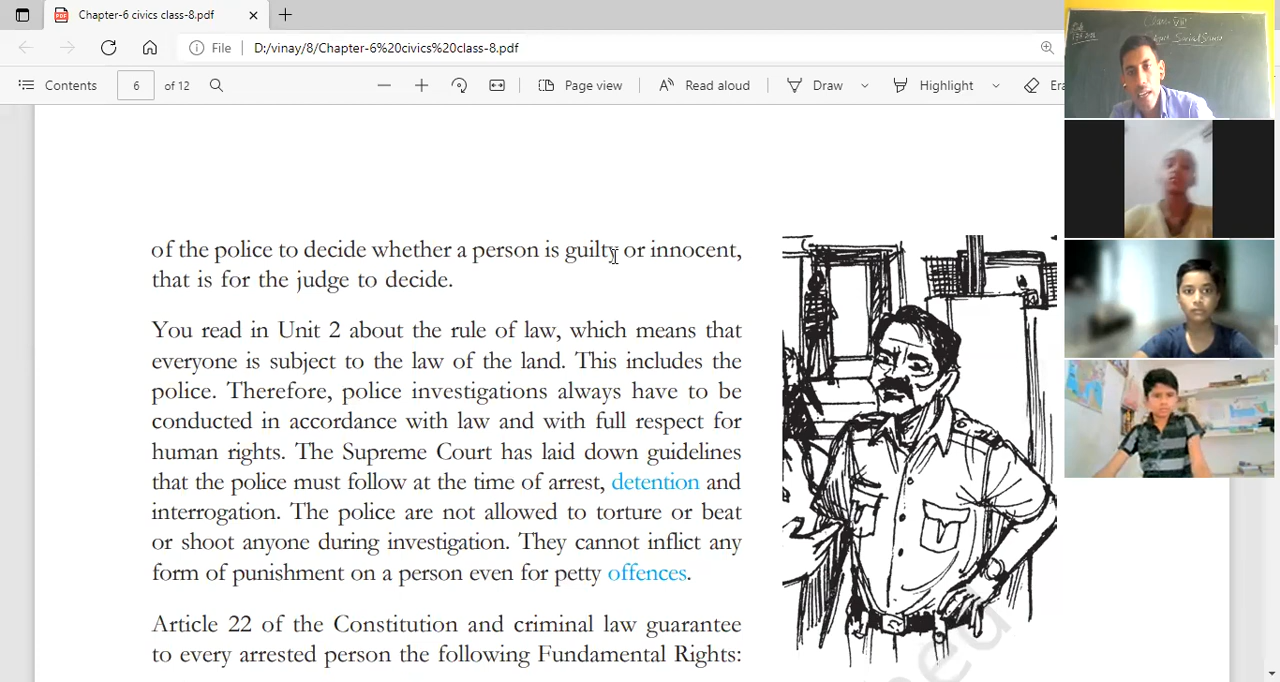 Chapter-6 civics class-8.pdf
File D:/vinay/8/Chapter-6%20civics%20class-8.pdf
Contents 6 of 12 Page view Read aloud Draw Highlight Era
of the police to decide whether a person is guilty or innocent,
that is for the judge to decide.
You read in Unit 2 about the rule of law, which means that
everyone is subject to the law of the land. This includes the
police. Therefore, police investigations always have to be
conducted in accordance with law and with full respect for
human rights. The Supreme Court has laid down guidelines
that the police must follow at the time of arrest, detention and
interrogation. The police are not allowed to torture or beat
or shoot anyone during investigation. They cannot inflict any
form of punishment on a person even for petty offences.
Article 22 of the Constitution and criminal law guarantee
to every arrested person the following Fundamental Rights: